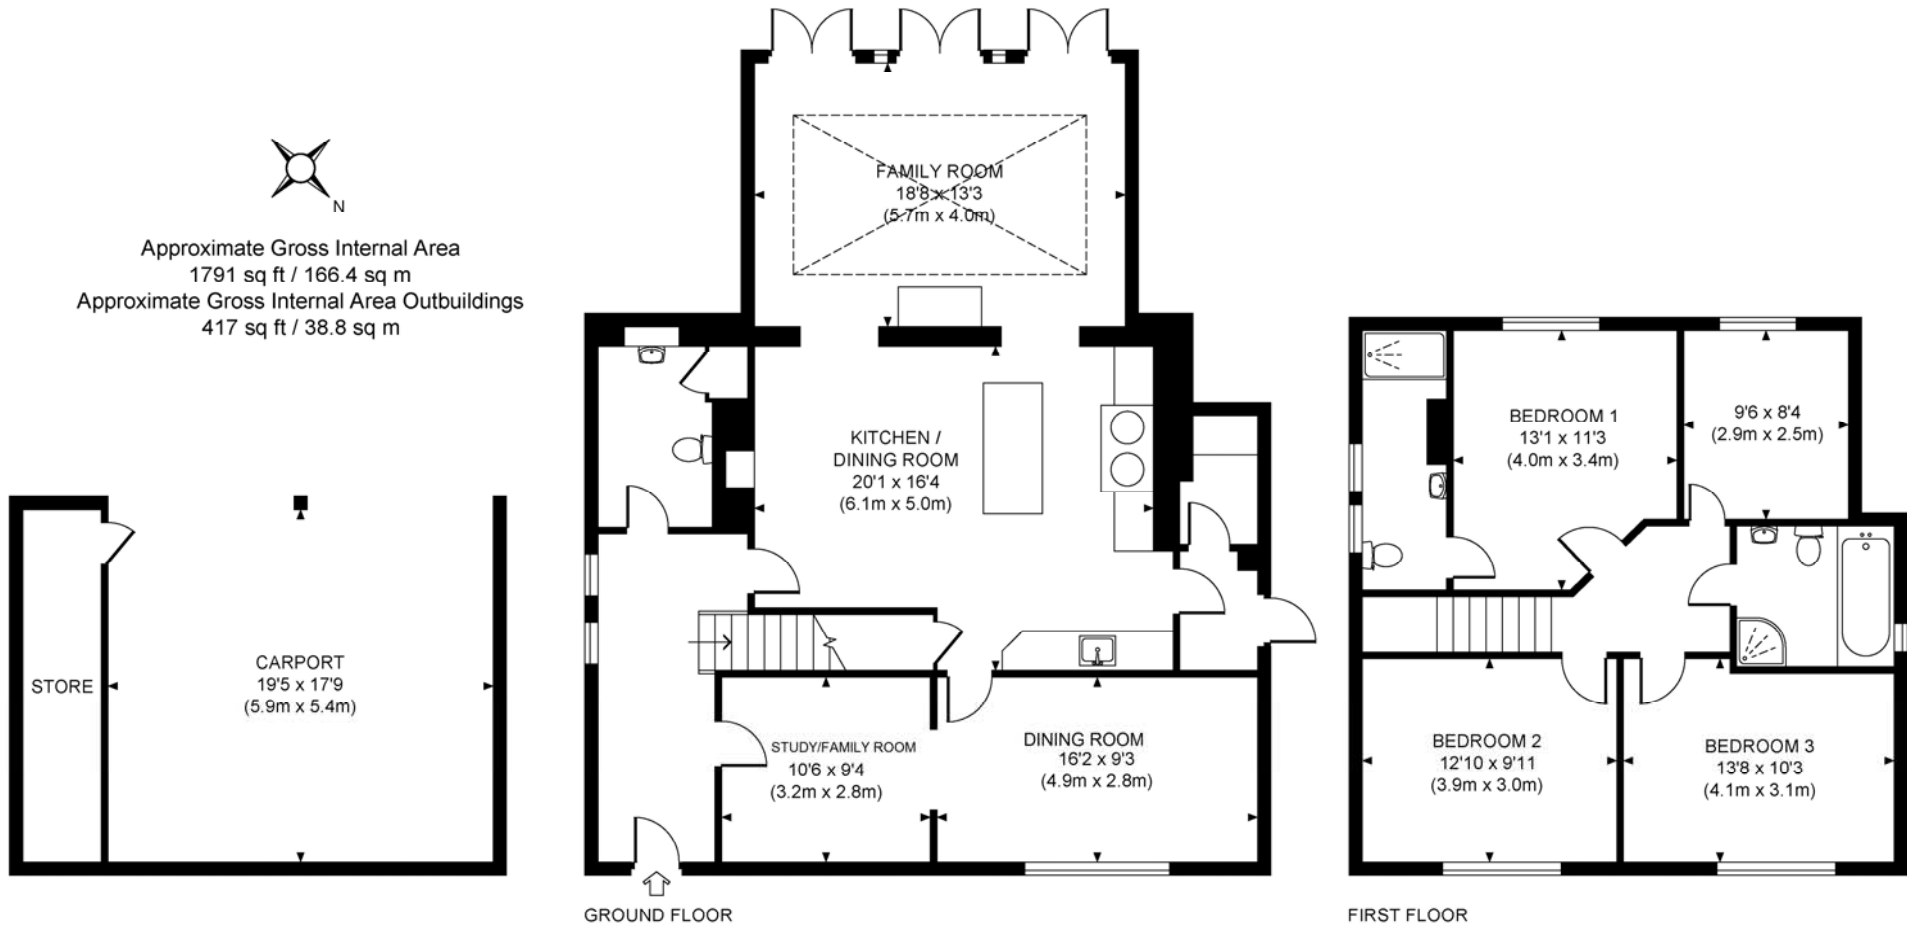 N
Approximate Gross Internal Area
1791 sq ft / 166.4 sq m
Approximate Gross Internal Area Outbuildings
417 sq ft / 38.8 sq m
STORE
CARPORT
19'5 x 17'9
(5.9m x 5.4m)
FAMILY ROOM
18'8 x 13'3
(5.7m x 4.0m)
KITCHEN /
DINING ROOM
20'1 x 16'4
(6.1m x 5.0m)
STUDY/FAMILY ROOM
10'6 x 9'4
(3.2m x 2.8m)
DINING ROOM
16'2 x 9'3
(4.9m x 2.8m)
GROUND FLOOR
BEDROOM 1
13'1 x 11'3
(4.0m x 3.4m)
9'6 x 8'4
(2.9m x 2.5m)
BEDROOM 2
12'10 x 9'11
(3.9m x 3.0m)
BEDROOM 3
13'8 x 10'3
(4.1m x 3.1m)
FIRST FLOOR